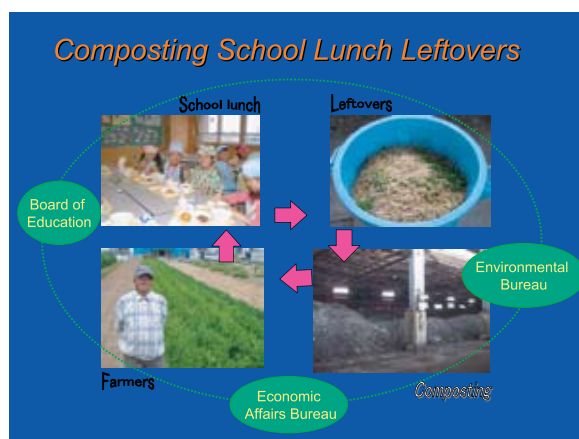 Composting School Lunch Leftovers
School lunch
Leftovers
Board of
Education
Environmental
Bureau
Farmers
Composting
Economic
Affairs Bureau